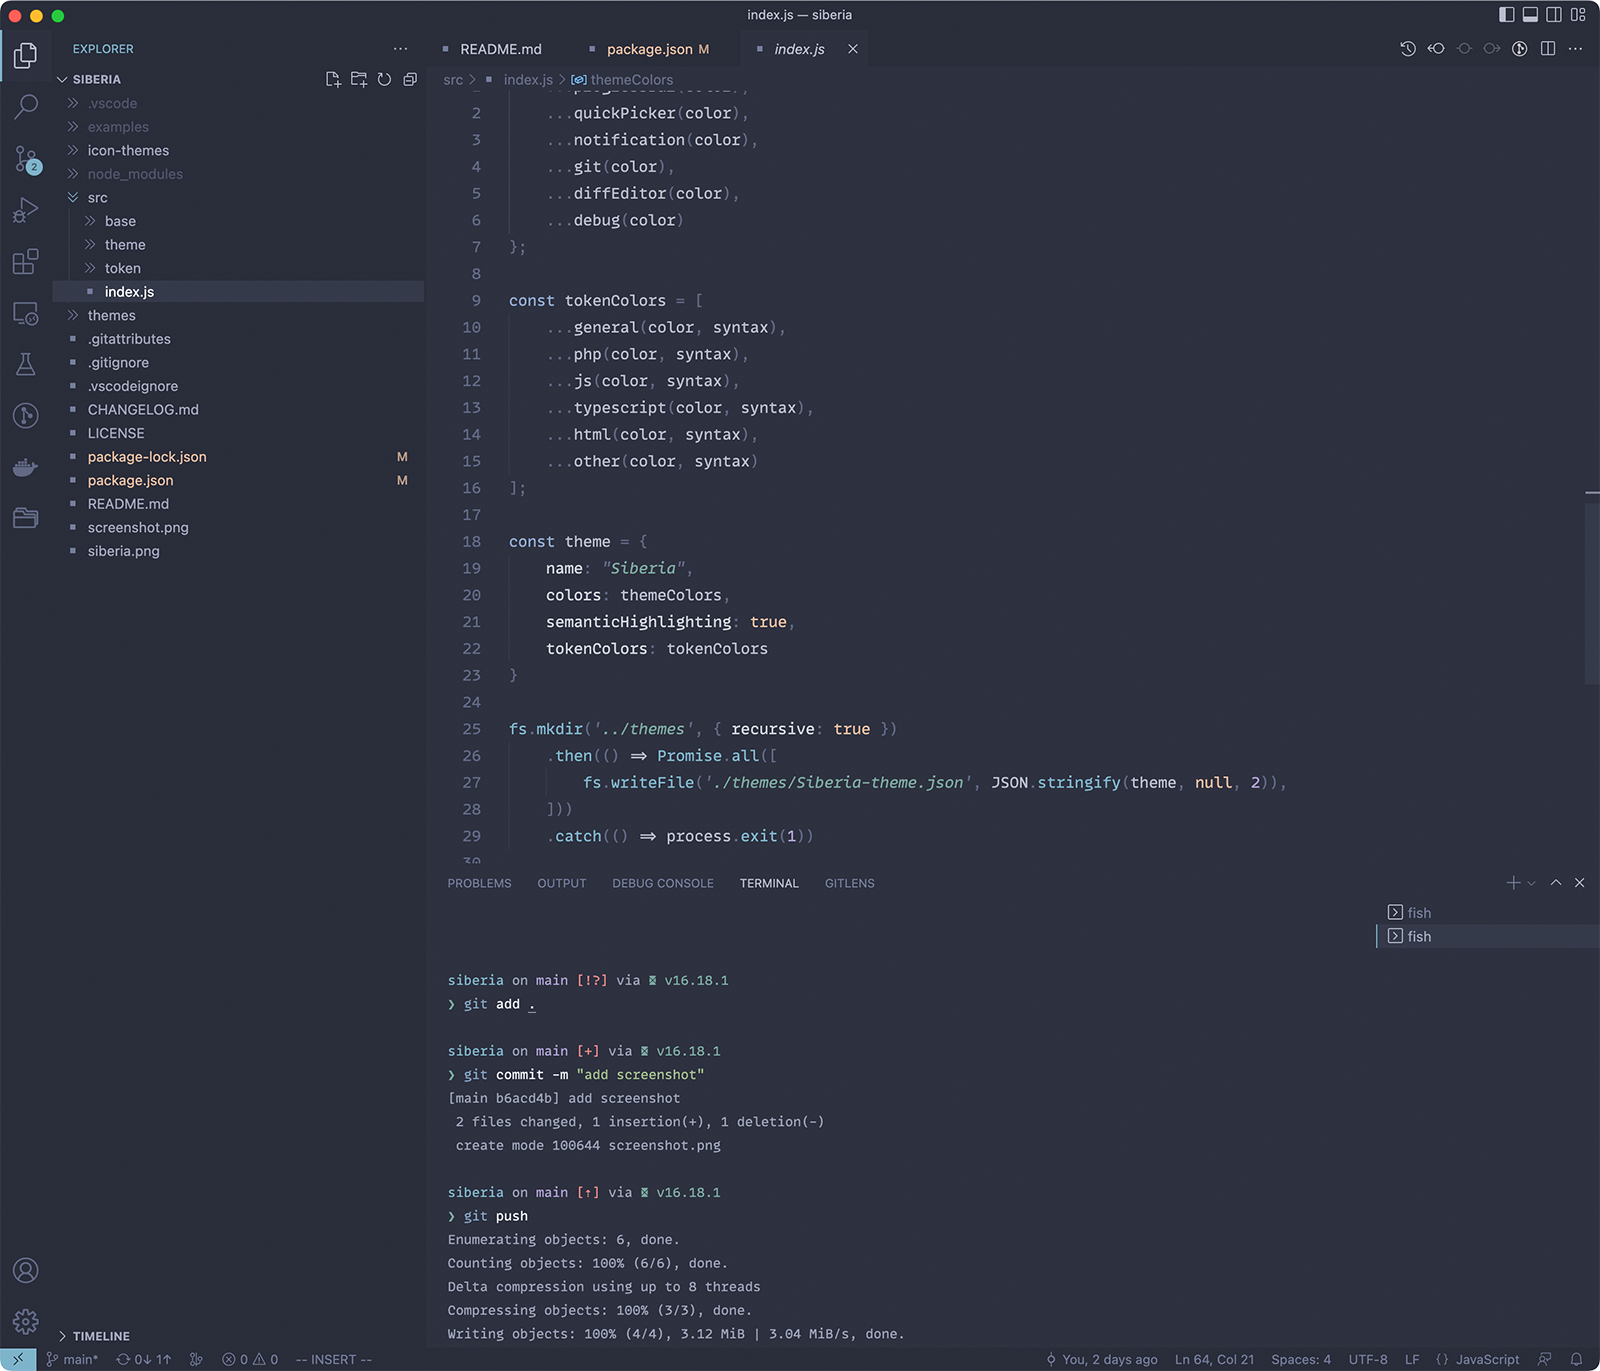 index.js — siberia
EXPLORER
README.md
package.json M
index.js
SIBERIA
.vscode
examples
icon-themes
node_modules
src
base
theme
token
index.js
themes
.gitattributes
.gitignore
.vscodeignore
CHANGELOG.md
LICENSE
package-lock.json M
package.json M
README.md
screenshot.png
siberia.png
2
TIMELINE
src > index.js > themeColors
2 ...quickPicker(color),
3 ...notification(color),
4 ...git(color),
5 ...diffEditor(color),
6 ...debug(color)
7 };
8
9 const tokenColors = [
10 ...general(color, syntax),
11 ...php(color, syntax),
12 ...js(color, syntax),
13 ...typescript(color, syntax),
14 ...html(color, syntax),
15 ...other(color, syntax)
16 ];
17
18 const theme = {
19 name: "Siberia",
20 colors: themeColors,
21 semanticHighlighting: true,
22 tokenColors: tokenColors
23 }
24
25 fs.mkdir('../themes', { recursive: true })
26 .then(() => Promise.all([
27 fs.writeFile('./themes/Siberia-theme.json', JSON.stringify(theme, null, 2)),
28 ]))
29 .catch(() => process.exit(1))
30
PROBLEMS OUTPUT DEBUG CONSOLE TERMINAL GITLENS
fish
fish
siberia on main [!?] via v16.18.1
❯ git add .
siberia on main [+] via v16.18.1
❯ git commit -m "add screenshot"
[main b6acd4b] add screenshot
2 files changed, 1 insertion(+), 1 deletion(-)
create mode 100644 screenshot.png
siberia on main [↑] via v16.18.1
❯ git push
Enumerating objects: 6, done.
Counting objects: 100% (6/6), done.
Delta compression using up to 8 threads
Compressing objects: 100% (3/3), done.
Writing objects: 100% (4/4), 3.12 MiB | 3.04 MiB/s, done.
main* 0↓ 1↑ 0 0 -- INSERT -- You, 2 days ago Ln 64, Col 21 Spaces: 4 UTF-8 LF {} JavaScript